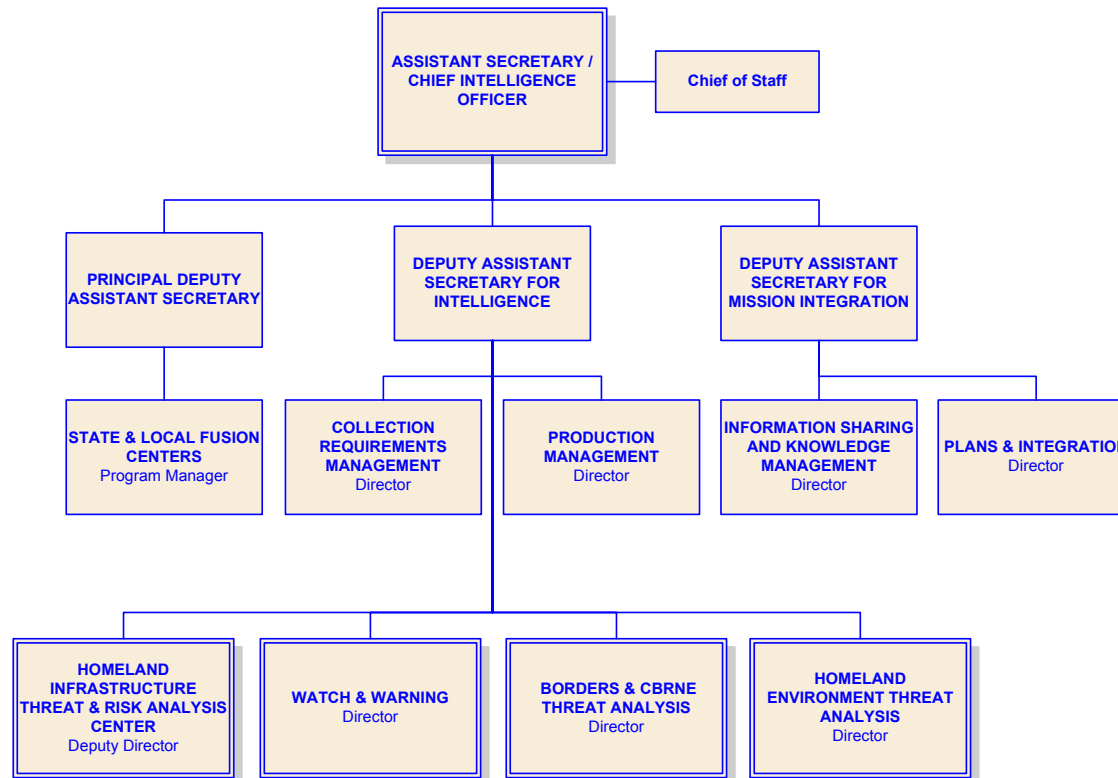 ASSISTANT SECRETARY /
CHIEF INTELLIGENCE
OFFICER
Chief of Staff
PRINCIPAL DEPUTY
ASSISTANT SECRETARY
DEPUTY ASSISTANT
SECRETARY FOR
INTELLIGENCE
DEPUTY ASSISTANT
SECRETARY FOR
MISSION INTEGRATION
STATE & LOCAL FUSION
CENTERS
Program Manager
COLLECTION
REQUIREMENTS
MANAGEMENT
Director
PRODUCTION
MANAGEMENT
Director
INFORMATION SHARING
AND KNOWLEDGE
MANAGEMENT
Director
PLANS & INTEGRATION
Director
HOMELAND
INFRASTRUCTURE
THREAT & RISK ANALYSIS
CENTER
Deputy Director
WATCH & WARNING
Director
BORDERS & CBRNE
THREAT ANALYSIS
Director
HOMELAND
ENVIRONMENT THREAT
ANALYSIS
Director